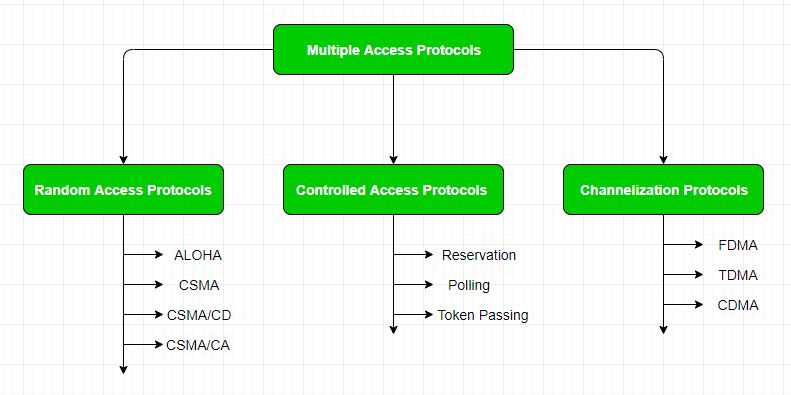 Multiple Access Protocols
Random Access Protocols
ALOHA
CSMA
CSMA/CD
CSMA/CA
Controlled Access Protocols
Reservation
Polling
Token Passing
Channelization Protocols
FDMA
TDMA
CDMA